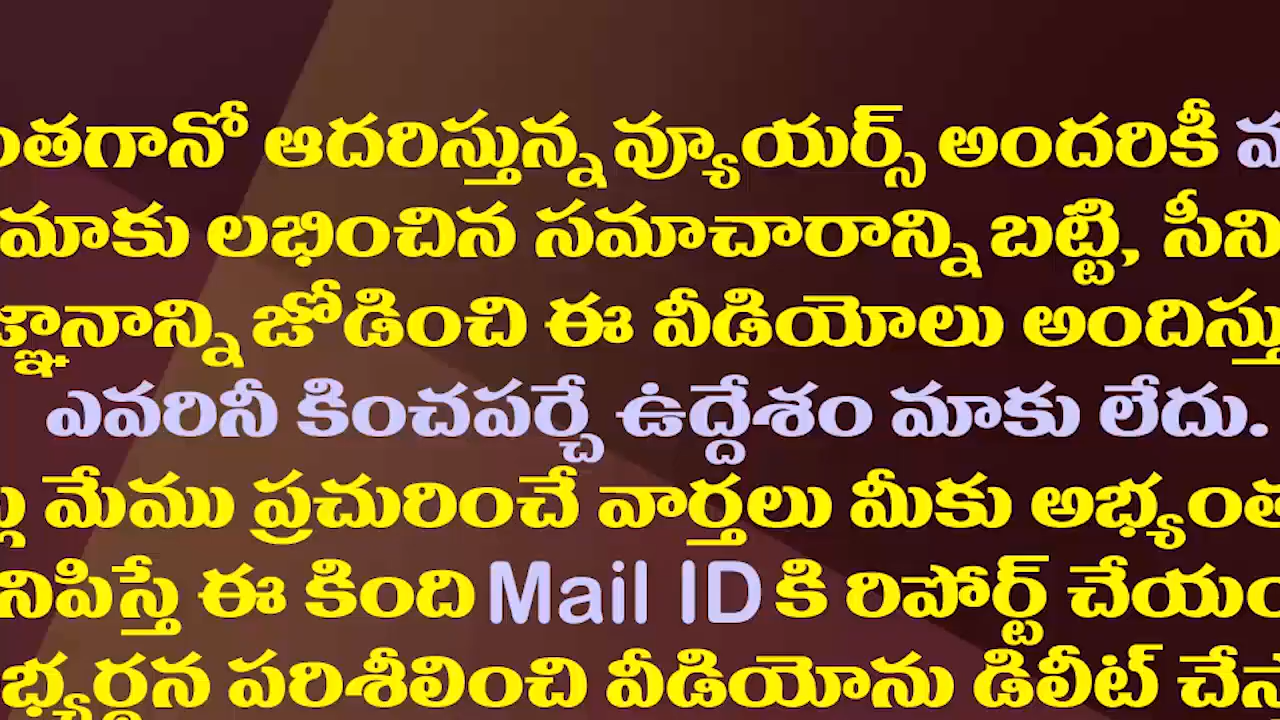 ంతగానో ఆదరిస్తున్న వ్యూయర్స్ అందరికీ
మాకు లభించిన సమాచారాన్ని బట్టి, సీని
జ్ఞానాన్ని జోడించి ఈ వీడియోలు అందిస్తు
ఎవరినీ కించపర్చే ఉద్దేశం మాకు లేదు.
మేము ప్రచురించే వార్తలు మీకు అభ్యంత
నిపిస్తే ఈ కింది Mail ID కి రిపోర్ట్ చేయం
భ్యర్థన పరిశీలించి వీడియోను డిలీట్ చేస